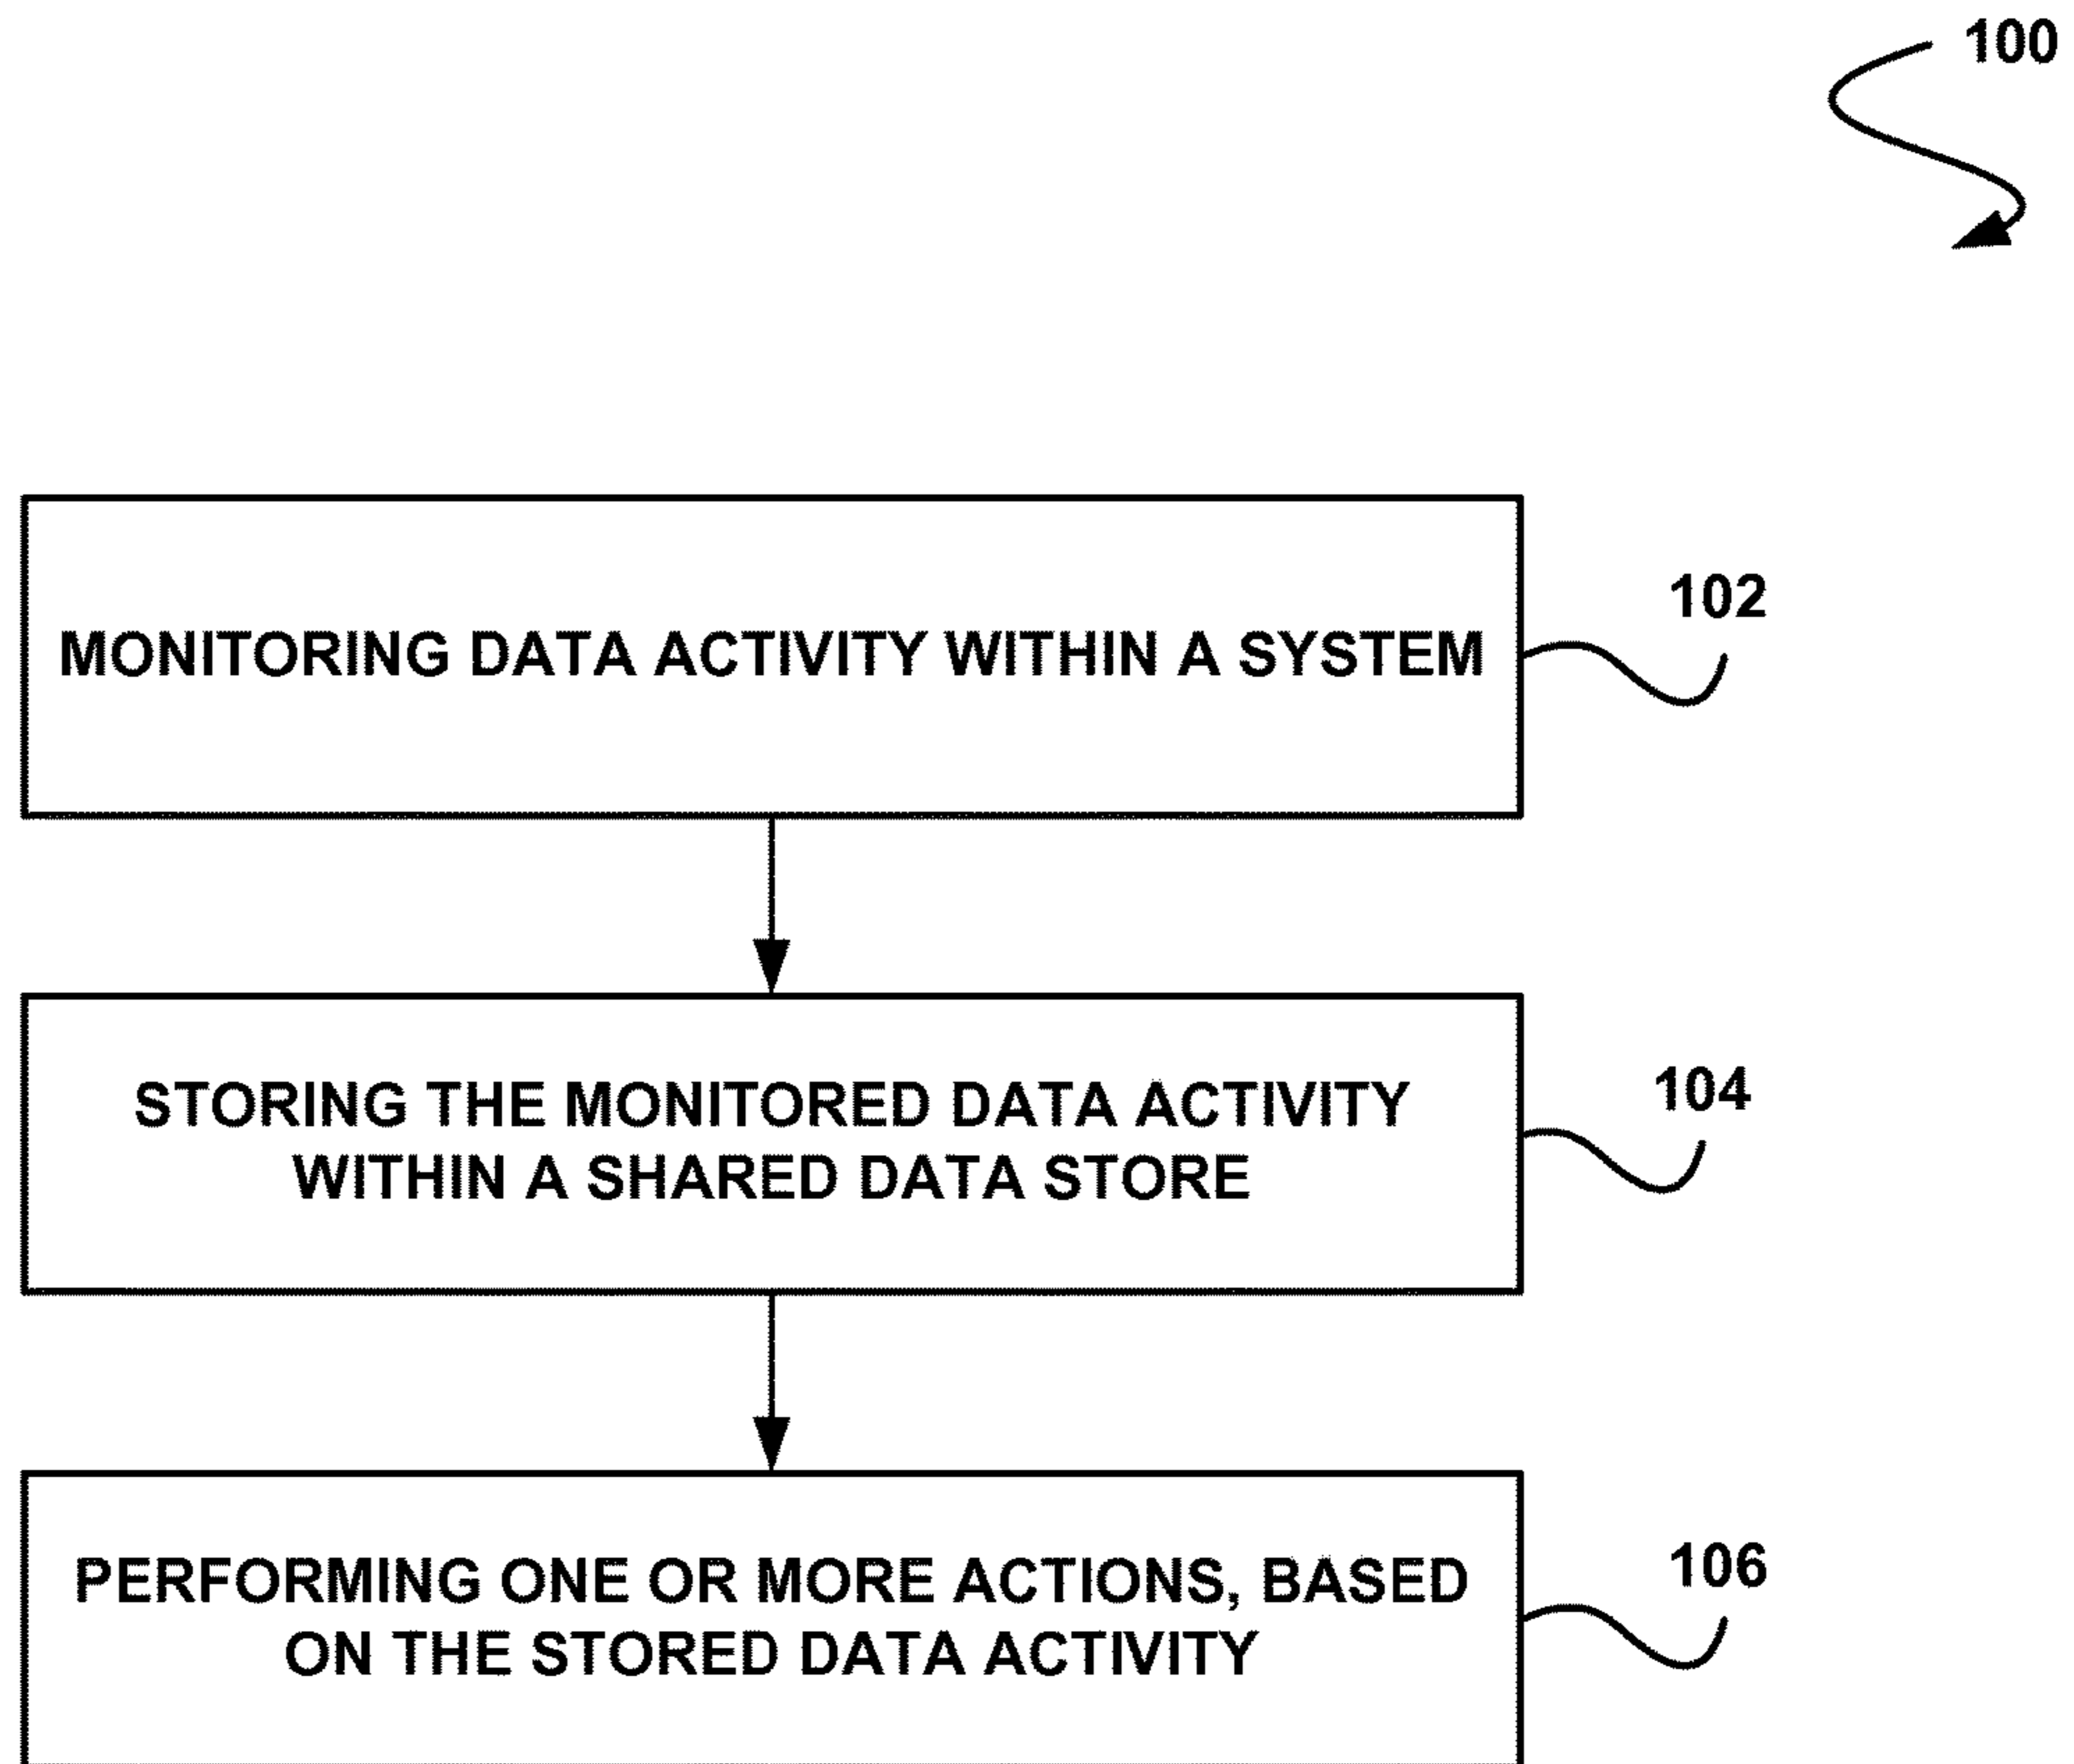 100
MONITORING DATA ACTIVITY WITHIN A SYSTEM
102
STORING THE MONITORED DATA ACTIVITY
WITHIN A SHARED DATA STORE
104
PERFORMING ONE OR MORE ACTIONS, BASED
ON THE STORED DATA ACTIVITY
106